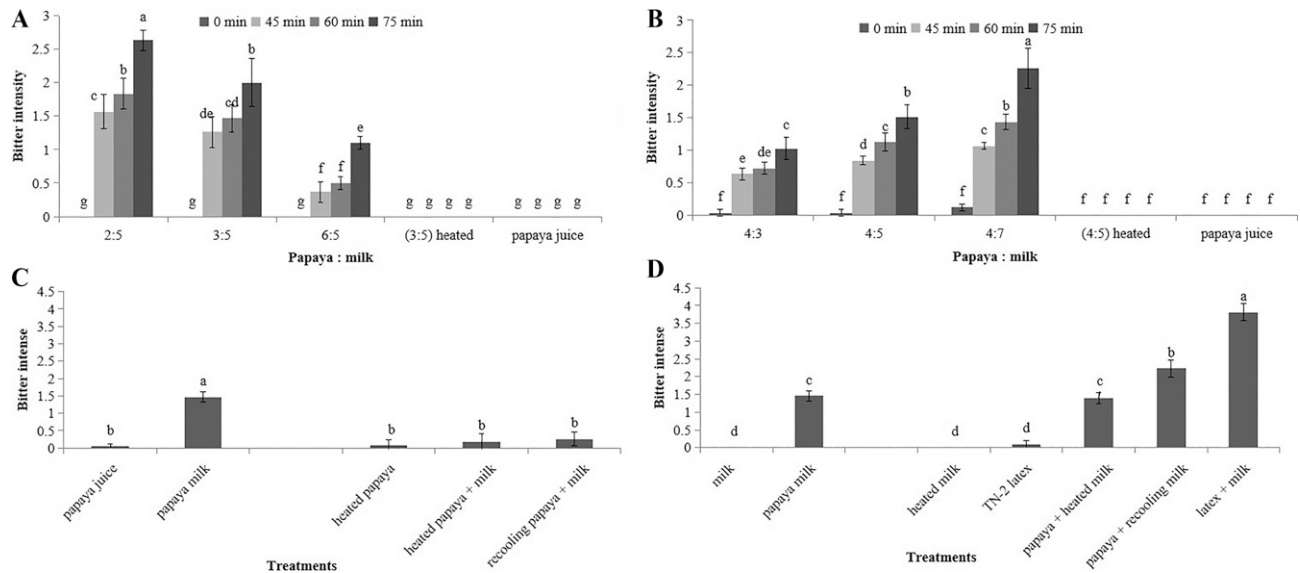 A
0 min 45 min 60 min 75 min
Bitter intensity
3
2.5
2
1.5
1
0.5
0
g c b a
g de cd b
g f f e
g g g g
g g g g
2:5 3:5 6:5 (3:5) heated papaya juice
Papaya : milk
B
0 min 45 min 60 min 75 min
Bitter intensity
3
2.5
2
1.5
1
0.5
0
f e de c
f d c b
f c b a
f f f f
f f f f
4:3 4:5 4:7 (4:5) heated papaya juice
Papaya : milk
C
Bitter intense
4.5
4
3.5
3
2.5
2
1.5
1
0.5
0
b a b b b
papaya juice
papaya milk
heated papaya
heated papaya + milk
recooling papaya + milk
Treatments
D
Bitter intense
4.5
4
3.5
3
2.5
2
1.5
1
0.5
0
d c d d c b a
milk
papaya milk
heated milk
TN-2 latex
papaya + heated milk
papaya + recooling milk
latex + milk
Treatments